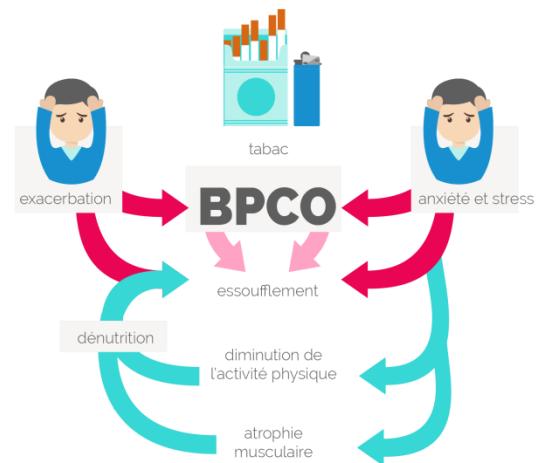 tabac
exacerbation
BPCO
anxiété et stress
essoufflement
dénutrition
diminution de
l'activité physique
atrophie
musculaire